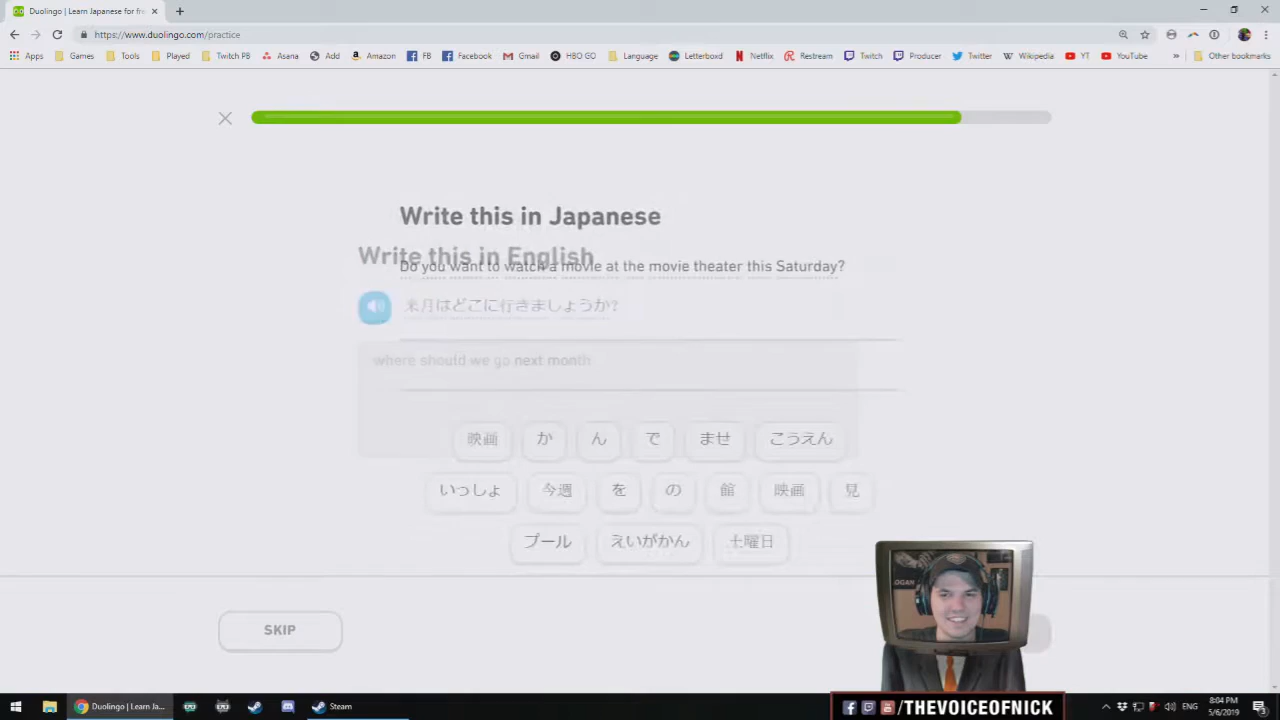 Duolingo | Learn Japanese for fre
https://www.duolingo.com/practice
Apps Games Tools Played Twitch PB Asana Add Amazon FB Facebook Gmail HBO GO Language Letterboxd Netflix Restream Twitch Producer Twitter Wikipedia YT YouTube » Other bookmarks
Write this in Japanese
Write this in English
Do you want to watch a movie at the movie theater this Saturday?
来月はどこに行きましょうか?
where should we go next month
映画 か ん で ませ こうえん
いっしょ 今週 を の 館 映画 見
プール えいがかん 土曜日
SKIP
OGAN
/THEVOICEOFNICK
Duolingo | Learn Ja... Steam
ENG
8:04 PM
5/6/2019